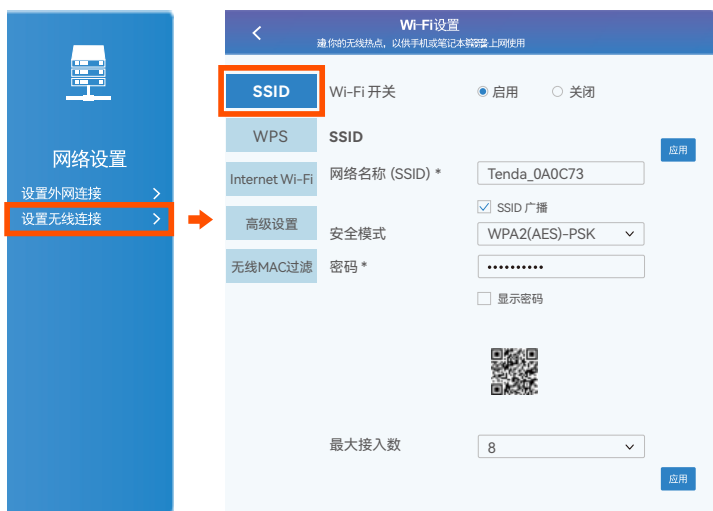 网络设置
设置外网连接
设置无线连接
Wi-Fi设置
你的无线热点，以供手机或笔记本
上网使用
SSID
Wi-Fi 开关
启用
关闭
WPS
SSID
应用
Internet Wi-Fi
网络名称 (SSID) *
Tenda_0A0C73
SSID 广播
高级设置
安全模式
WPA2(AES)-PSK
无线MAC过滤
密码 *
••••••••••
显示密码
最大接入数
8
应用